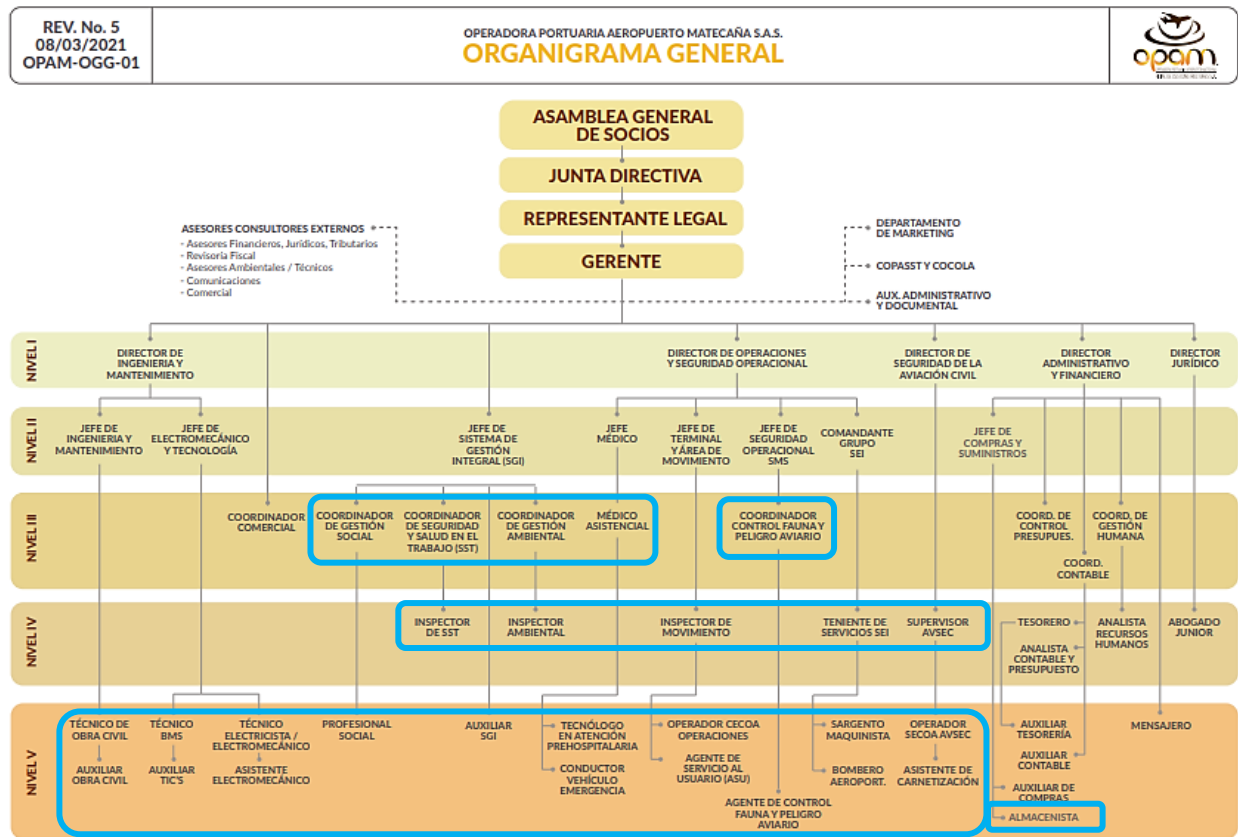 REV. No. 5
08/03/2021
OPAM-OGG-01
OPERADORA PORTUARIA AEROPUERTO MATECAÑA S.A.S.
ORGANIGRAMA GENERAL
opam.
ASAMBLEA GENERAL
DE SOCIOS
JUNTA DIRECTIVA
REPRESENTANTE LEGAL
GERENTE
ASESORES CONSULTORES EXTERNOS
- Asesores Financieros, Jurídicos, Tributarios
- Revisoria Fiscal
- Asesores Ambientales / Técnicos
- Comunicaciones
- Comercial
DEPARTAMENTO
DE MARKETING
COPASST Y COCOLA
AUX. ADMINISTRATIVO
Y DOCUMENTAL
NIVEL I
DIRECTOR DE
INGENIERIA Y
MANTENIMIENTO
DIRECTOR DE OPERACIONES
Y SEGURIDAD OPERACIONAL
DIRECTOR DE
SEGURIDAD DE LA
AVIACIÓN CIVIL
DIRECTOR
ADMINISTRATIVO
Y FINANCIERO
DIRECTOR
JURÍDICO
NIVEL II
JEFE DE
INGENIERIA Y
MANTENIMIENTO
JEFE DE
ELECTROMECÁNICO
Y TECNOLOGÍA
JEFE DE
SISTEMA DE
GESTIÓN
INTEGRAL (SGI)
JEFE
MÉDICO
JEFE DE
TERMINAL
Y ÁREA DE
MOVIMIENTO
JEFE DE
SEGURIDAD
OPERACIONAL
SMS
COMANDANTE
GRUPO
SEI
JEFE DE
COMPRAS Y
SUMINISTROS
NIVEL III
COORDINADOR
COMERCIAL
COORDINADOR
DE GESTIÓN
SOCIAL
COORDINADOR
DE SEGURIDAD
Y SALUD EN EL
TRABAJO (SST)
COORDINADOR
DE GESTIÓN
AMBIENTAL
MÉDICO
ASISTENCIAL
COORDINADOR
CONTROL FAUNA Y
PELIGRO AVIARIO
COORD. DE
CONTROL
PRESUPUES.
COORD. DE
GESTIÓN
HUMANA
COORD.
CONTABLE
NIVEL IV
INSPECTOR
DE SST
INSPECTOR
AMBIENTAL
INSPECTOR DE
MOVIMIENTO
TENIENTE DE
SERVICIOS SEI
SUPERVISOR
AVSEC
TESORERO
ANALISTA
CONTABLE Y
PRESUPUESTO
ANALISTA
RECURSOS
HUMANOS
ABOGADO
JUNIOR
NIVEL V
TÉCNICO DE
OBRA CIVIL
AUXILIAR
OBRA CIVIL
TÉCNICO
BMS
AUXILIAR
TIC'S
TÉCNICO
ELECTRICISTA /
ELECTROMECÁNICO
ASISTENTE
ELECTROMECÁNICO
PROFESIONAL
SOCIAL
AUXILIAR
SGI
TECNÓLOGO
EN ATENCIÓN
PREHOSPITALARIA
CONDUCTOR
VEHÍCULO
EMERGENCIA
OPERADOR CECOA
OPERACIONES
AGENTE DE
SERVICIO AL
USUARIO (ASU)
AGENTE DE CONTROL
FAUNA Y PELIGRO
AVIARIO
SARGENTO
MAQUINISTA
BOMBERO
AEROPORT.
OPERADOR
SECOA AVSEC
ASISTENTE DE
CARNETIZACIÓN
AUXILIAR
TESORERÍA
AUXILIAR
CONTABLE
AUXILIAR DE
COMPRAS
ALMACENISTA
MENSAJERO